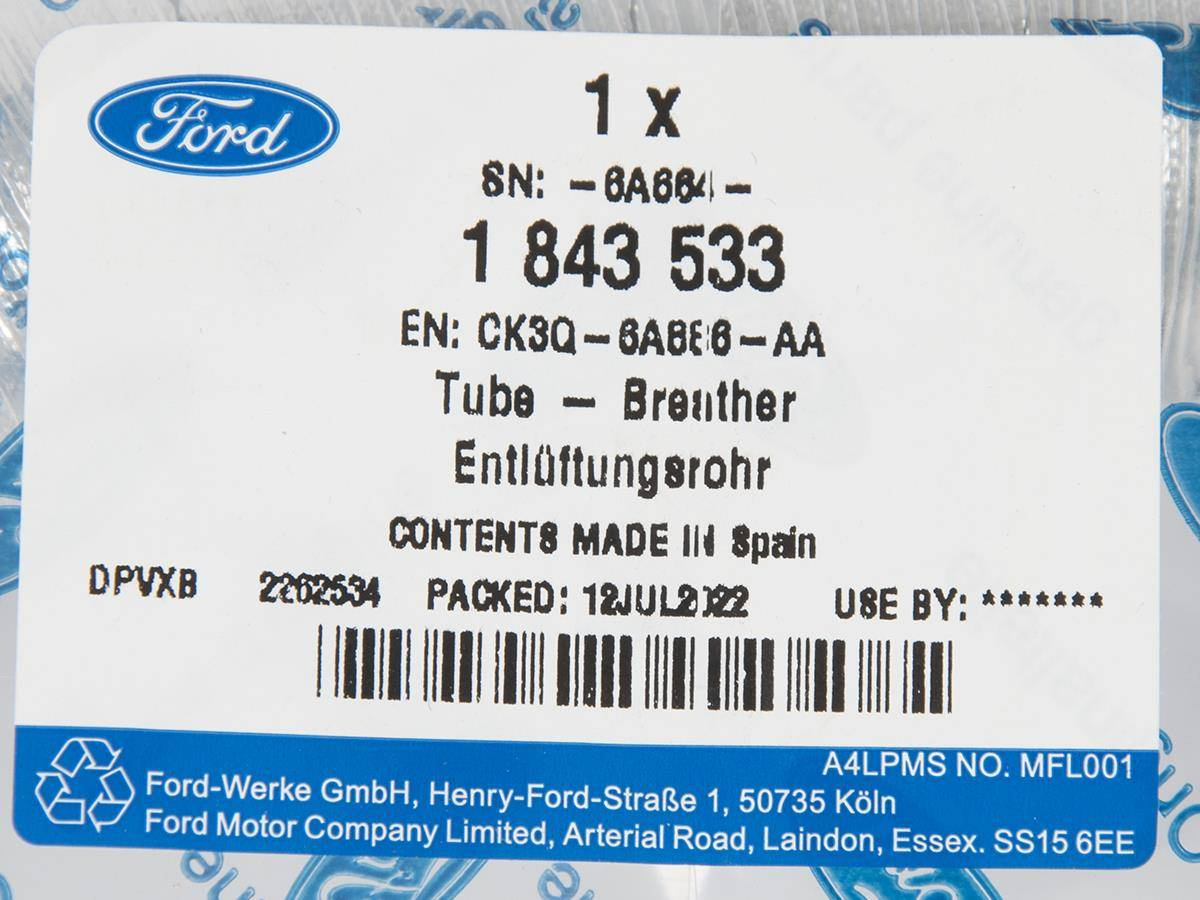 Ford
1 x
SN: -6A664-
1 843 533
EN: CK3Q-6A6E6-AA
Tube - Breather
Entlüftungsrohr
CONTENTS MADE IN Spain
DPVXB 2262534 PACKED: 12JUL2022 USE BY: *******
A4LPMS NO. MFL001
Ford-Werke GmbH, Henry-Ford-Straße 1, 50735 Köln
Ford Motor Company Limited, Arterial Road, Laindon, Essex. SS15 6EE